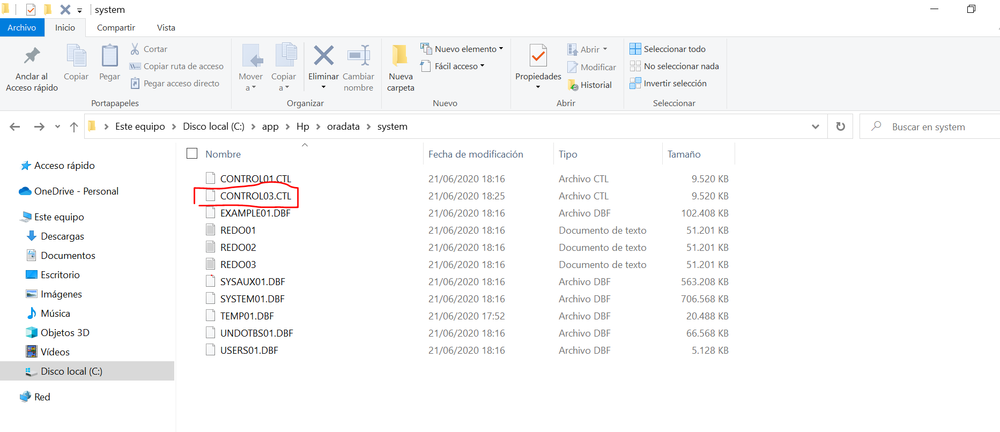 system
Archivo Inicio Compartir Vista
Anclar al
Acceso rápido
Copiar
Pegar
Cortar
Copiar ruta de acceso
Pegar acceso directo
Portapapeles
Mover
a
Copiar
a
Eliminar
Cambiar
nombre
Organizar
Nueva
carpeta
Nuevo elemento
Fácil acceso
Nuevo
Propiedades
Abrir
Modificar
Historial
Abrir
Seleccionar todo
No seleccionar nada
Invertir selección
Seleccionar
Este equipo > Disco local (C:) > app > Hp > oradata > system
Buscar en system
Acceso rápido
OneDrive - Personal
Este equipo
Descargas
Documentos
Escritorio
Imágenes
Música
Objetos 3D
Vídeos
Disco local (C:)
Red
Nombre Fecha de modificación Tipo Tamaño
CONTROL01.CTL 21/06/2020 18:16 Archivo CTL 9.520 KB
CONTROL03.CTL 21/06/2020 18:25 Archivo CTL 9.520 KB
EXAMPLE01.DBF 21/06/2020 18:16 Archivo DBF 102.408 KB
REDO01 21/06/2020 18:16 Documento de texto 51.201 KB
REDO02 21/06/2020 18:16 Documento de texto 51.201 KB
REDO03 21/06/2020 18:16 Documento de texto 51.201 KB
SYSAUX01.DBF 21/06/2020 18:16 Archivo DBF 563.208 KB
SYSTEM01.DBF 21/06/2020 18:16 Archivo DBF 706.568 KB
TEMP01.DBF 21/06/2020 17:52 Archivo DBF 20.488 KB
UNDOTBS01.DBF 21/06/2020 18:16 Archivo DBF 66.568 KB
USERS01.DBF 21/06/2020 18:16 Archivo DBF 5.128 KB